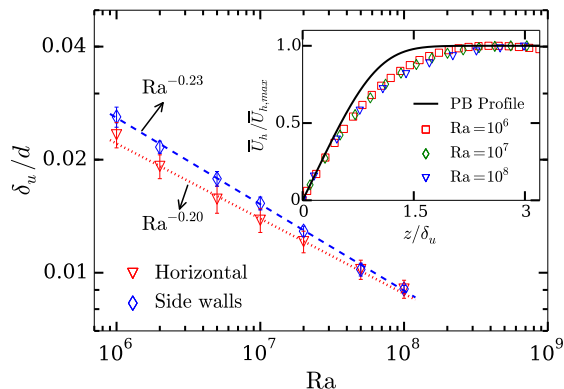 0.04
0.02
0.01
δ_u/d
Ra^−0.23
Ra^−0.20
Horizontal
Side walls
10^6
10^7
10^8
10^9
Ra
1.0
0.5
0
Ū_h/Ū_h,max
PB Profile
Ra=10^6
Ra=10^7
Ra=10^8
0
1.5
3
z/δ_u